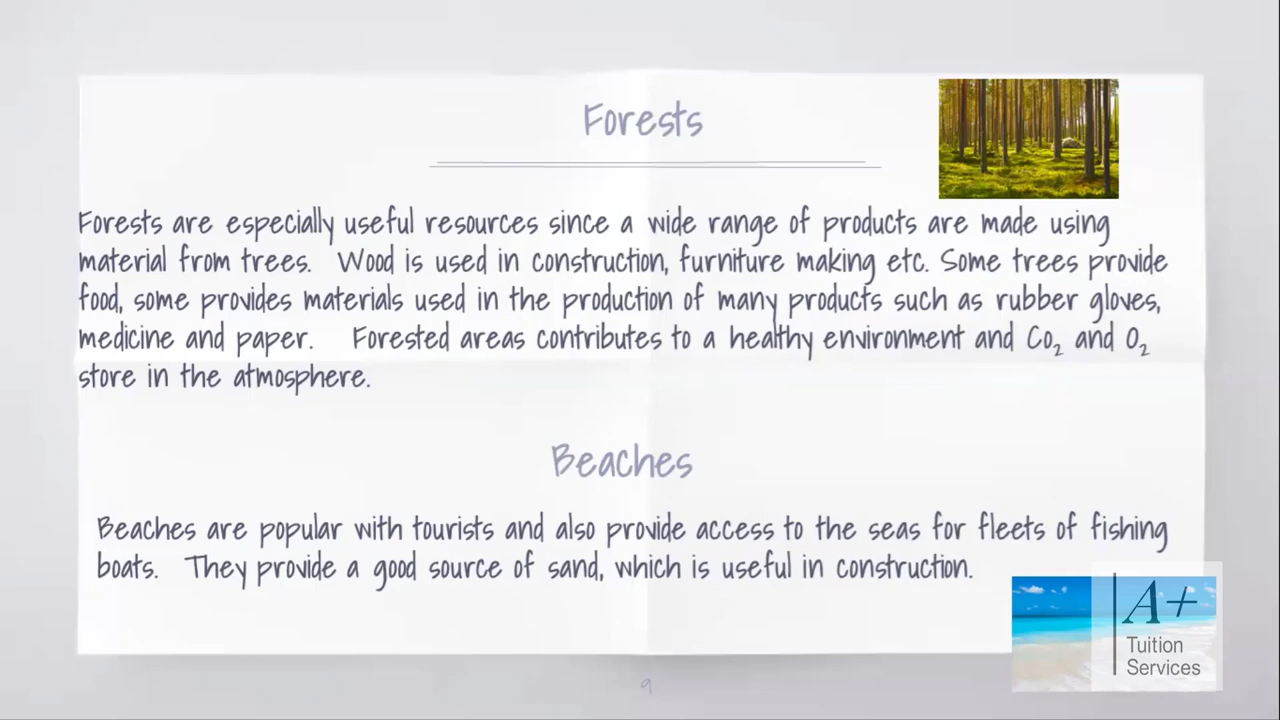 Forests
Forests are especially useful resources since a wide range of products are made using
material from trees. Wood is used in construction, furniture making etc. Some trees provide
food, some provides materials used in the production of many products such as rubber gloves,
medicine and paper. Forested areas contributes to a healthy environment and Co₂ and O₂
store in the atmosphere.
Beaches
Beaches are popular with tourists and also provide access to the seas for fleets of fishing
boats. They provide a good source of sand, which is useful in construction.
A+
Tuition
Services
9